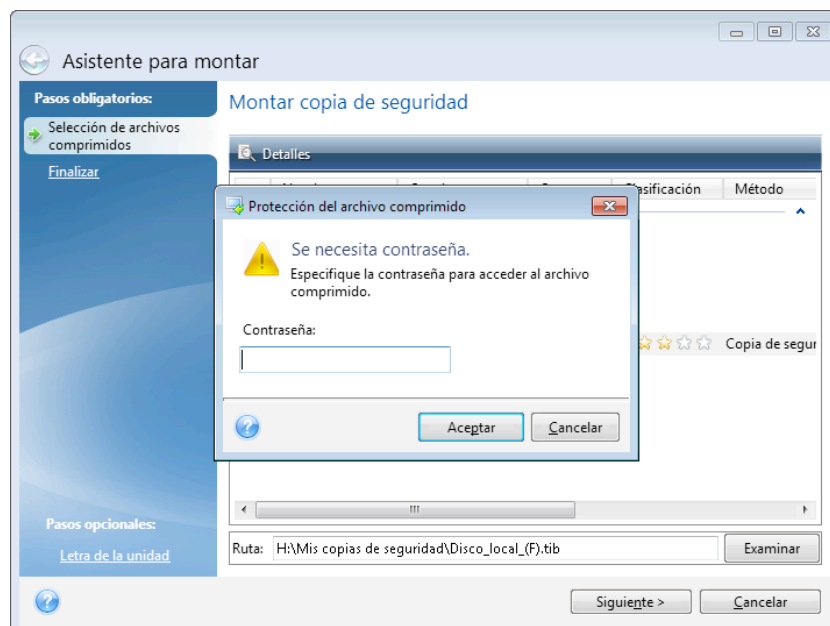 Asistente para montar
Pasos obligatorios:
Selección de archivos
comprimidos
Finalizar
Montar copia de seguridad
Detalles
Método
Protección del archivo comprimido
Se necesita contraseña.
Especifique la contraseña para acceder al archivo
comprimido.
Contraseña:
Aceptar
Cancelar
Copia de segur
Pasos opcionales:
Letra de la unidad
Ruta: H:\Mis copias de seguridad\Disco_local_(F).tib
Examinar
Siguiente >
Cancelar